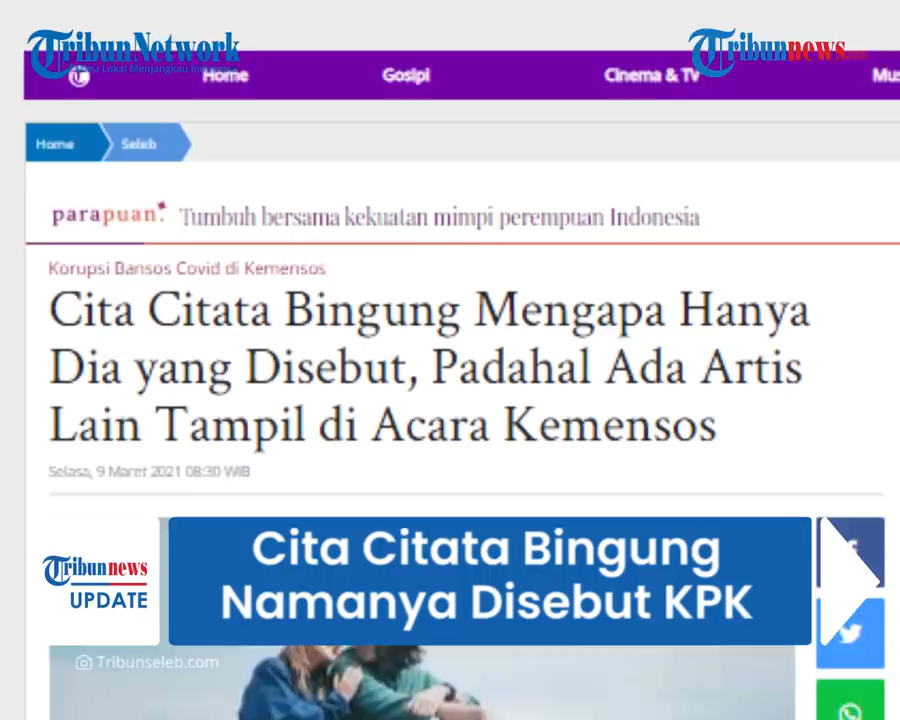 TribunNetwork
Tribunnews
Home
Gosipi
Cinema & TV
Home
Seleb
parapuan.
Tumbuh bersama kekuatan mimpi perempuan Indonesia
Korupsi Bansos Covid di Kemensos
Cita Citata Bingung Mengapa Hanya
Dia yang Disebut, Padahal Ada Artis
Lain Tampil di Acara Kemensos
Selasa, 9 Maret 2021 08:30 WIB
Tribunnews
UPDATE
Cita Citata Bingung
Namanya Disebut KPK
Tribunseleb.com